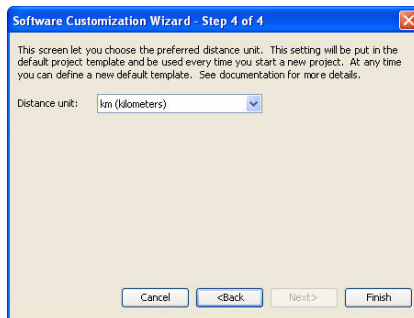 Software Customization Wizard - Step 4 of 4
This screen let you choose the preferred distance unit. This setting will be put in the
default project template and be used every time you start a new project. At any time
you can define a new default template. See documentation for more details.
Distance unit: km (kilometers)
Cancel <Back Next> Finish